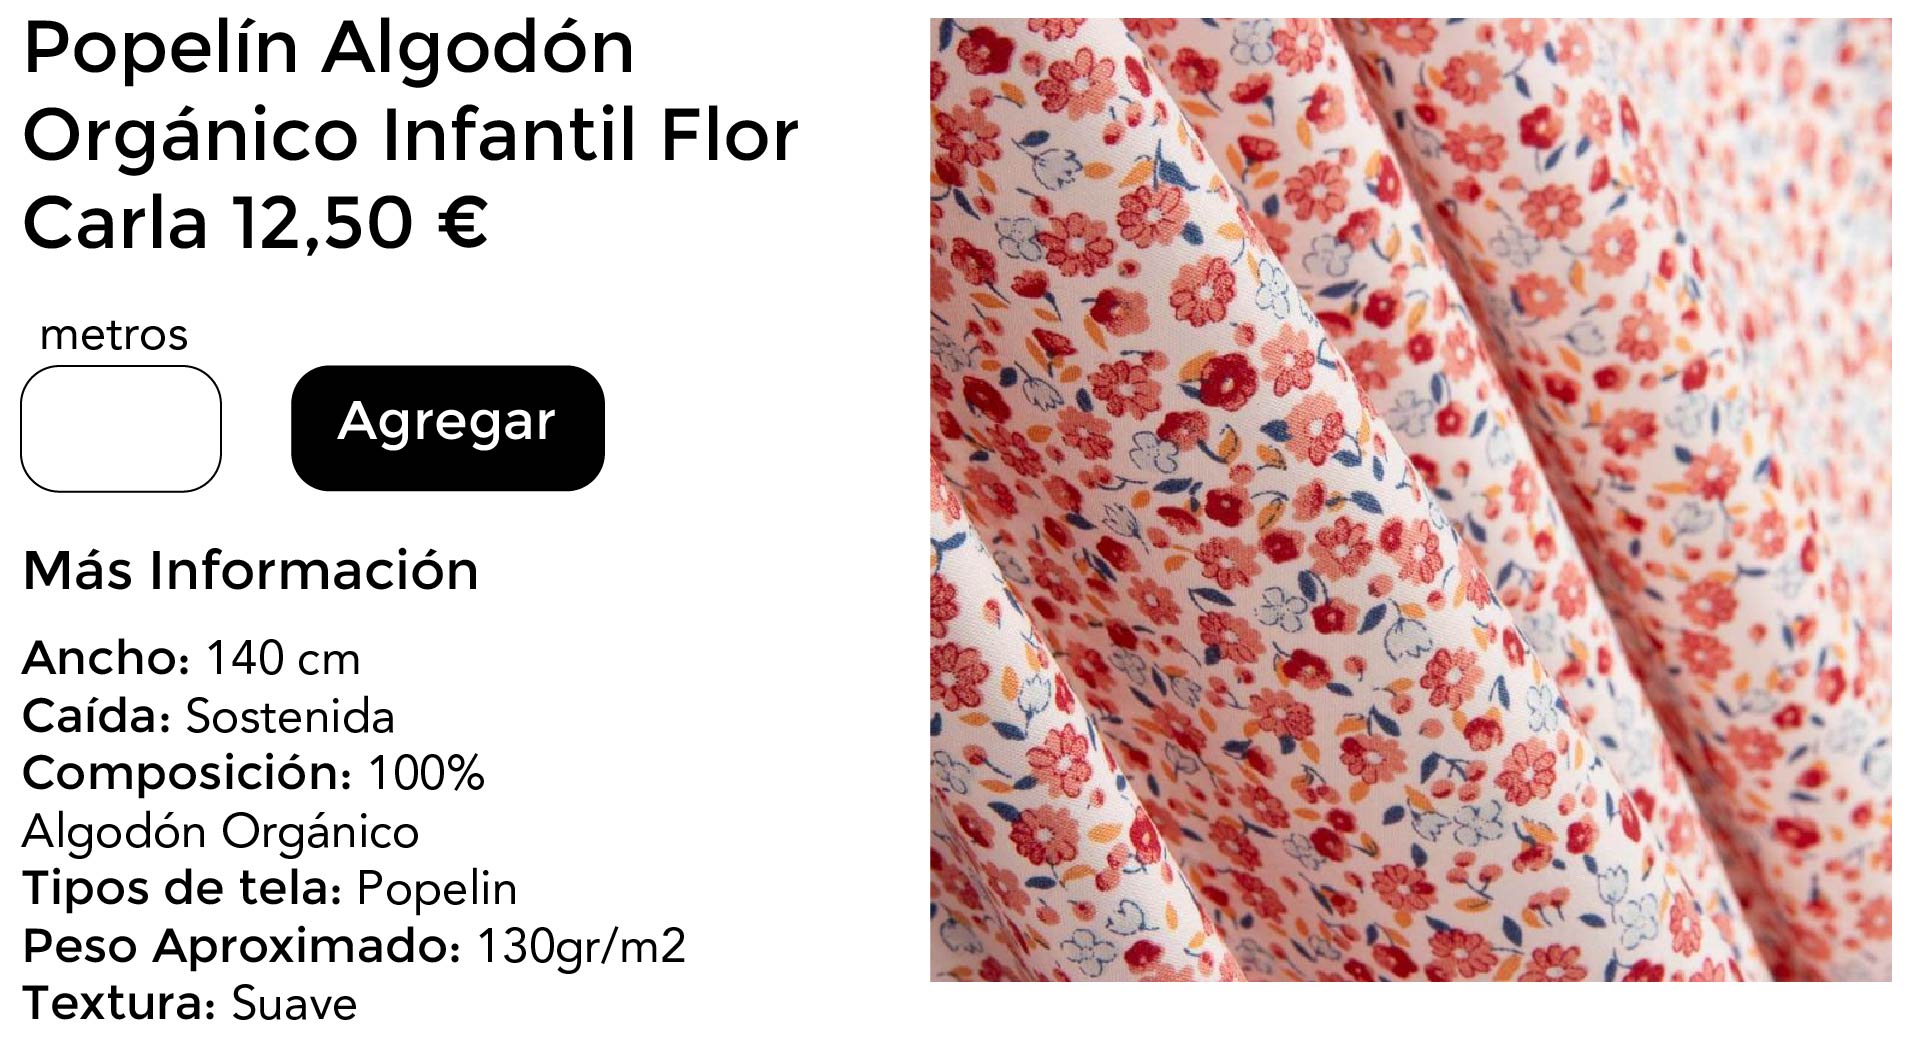 Popelín Algodón
Orgánico Infantil Flor
Carla 12,50 €
metros
Agregar
Más Información
Ancho: 140 cm
Caída: Sostenida
Composición: 100%
Algodón Orgánico
Tipos de tela: Popelin
Peso Aproximado: 130gr/m2
Textura: Suave